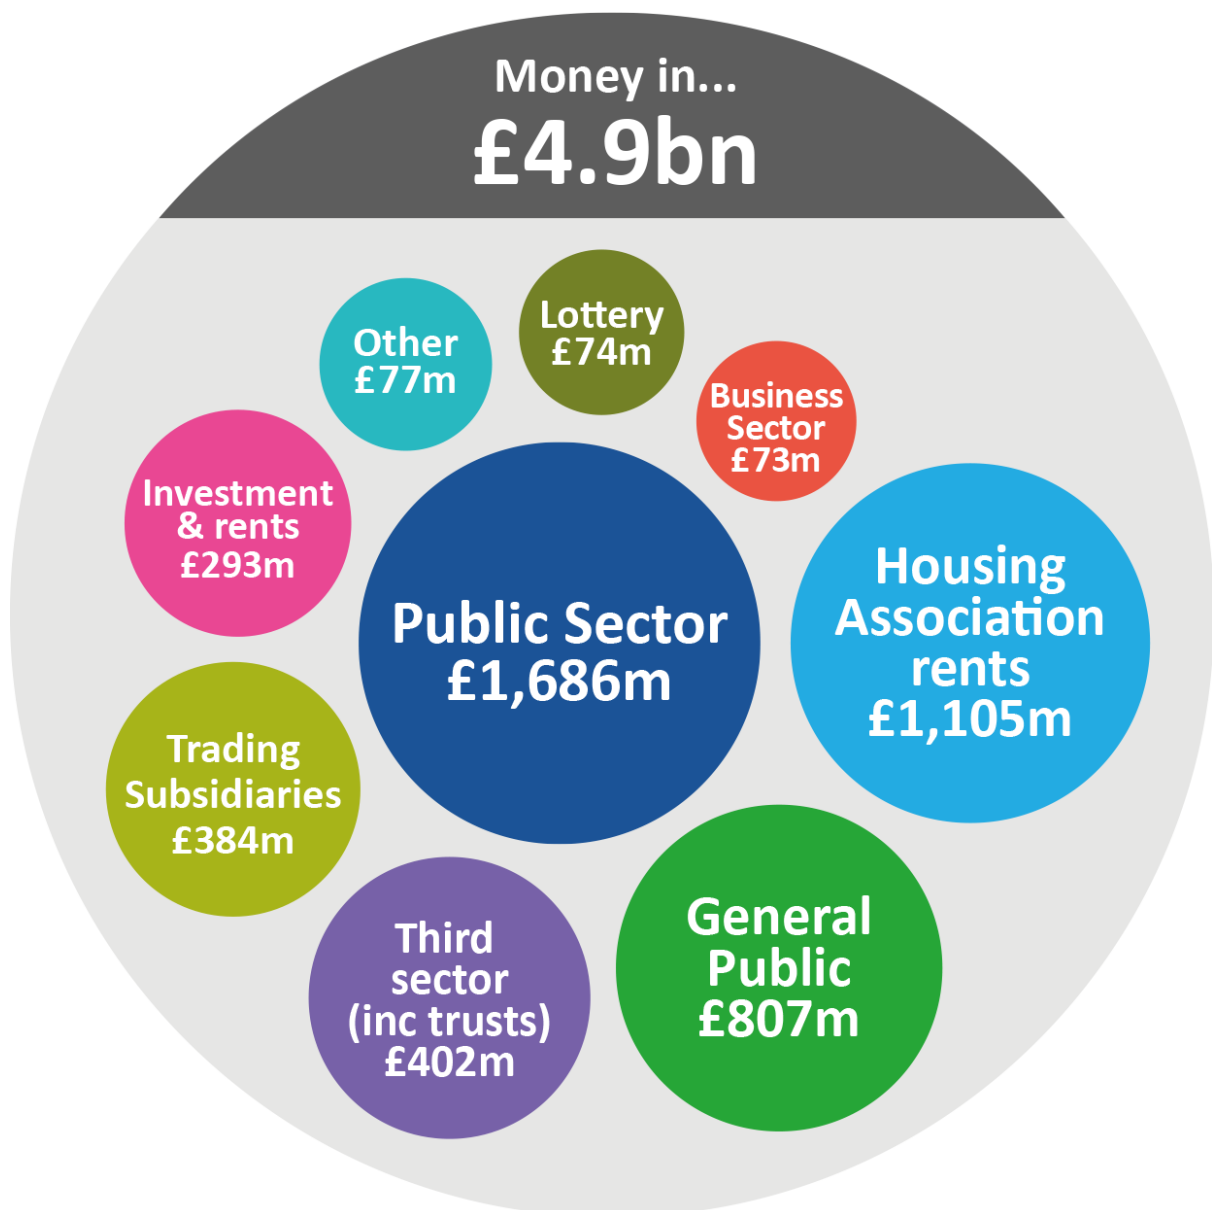 Money in...
£4.9bn
Other
£77m
Lottery
£74m
Business
Sector
£73m
Investment
& rents
£293m
Public Sector
£1,686m
Housing
Association
rents
£1,105m
Trading
Subsidiaries
£384m
Third
sector
(inc trusts)
£402m
General
Public
£807m